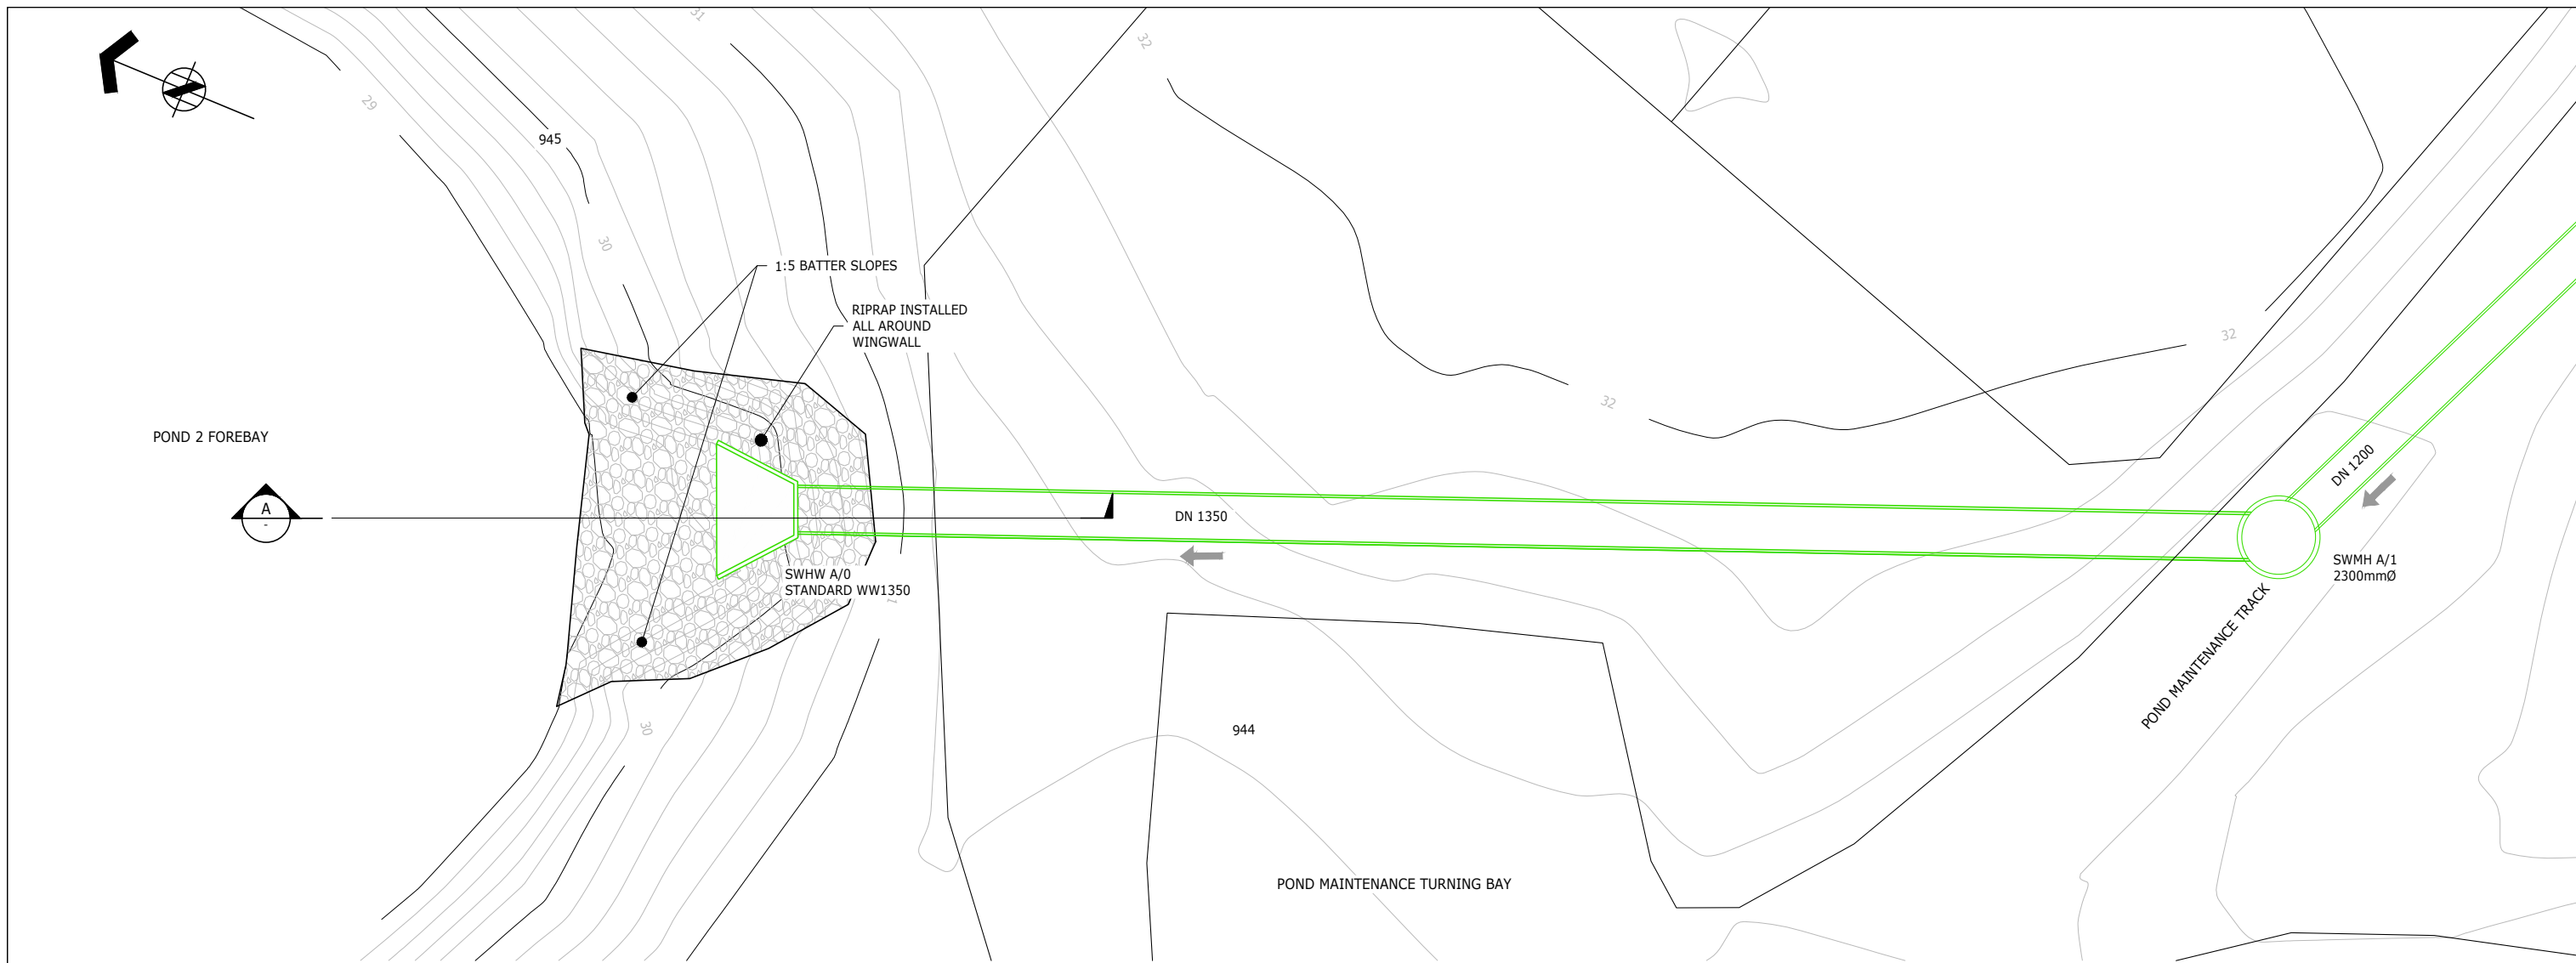 31
32
29
945
30
1:5 BATTER SLOPES
RIPRAP INSTALLED
ALL AROUND
WINGWALL
32
32
POND 2 FOREBAY
A
-
DN 1350
DN 1200
SWHW A/0
STANDARD WW1350
SWMH A/1
2300mmØ
POND MAINTENANCE TRACK
30
944
POND MAINTENANCE TURNING BAY